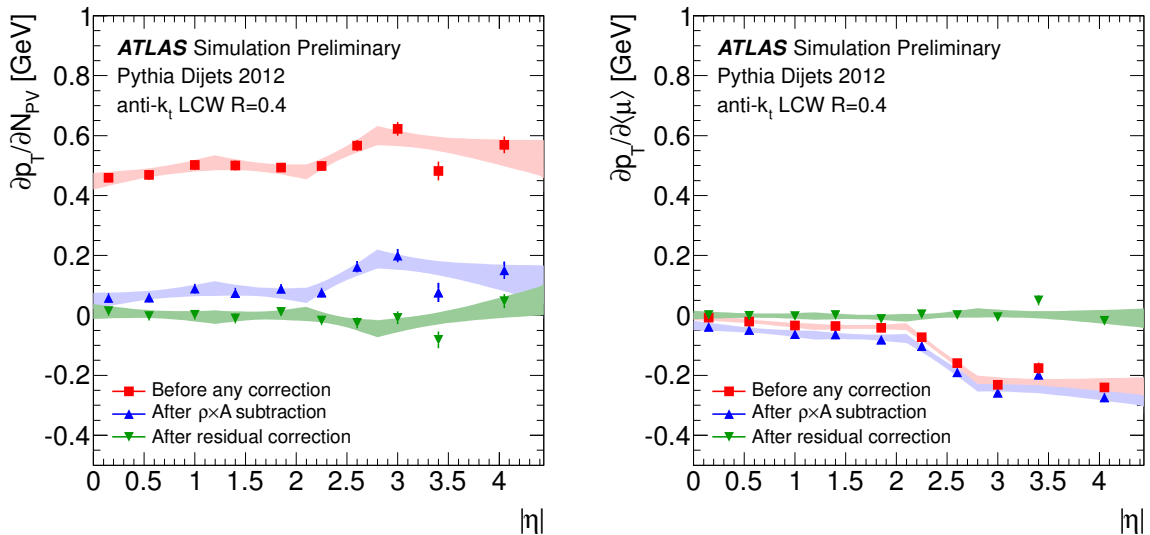 ∂p_T/∂N_PV [GeV]
1
0.8
0.6
0.4
0.2
0
-0.2
-0.4
ATLAS Simulation Preliminary
Pythia Dijets 2012
anti-k_t LCW R=0.4
Before any correction
After ρ×A subtraction
After residual correction
0 0.5 1 1.5 2 2.5 3 3.5 4
|η|
∂p_T/∂⟨μ⟩ [GeV]
1
0.8
0.6
0.4
0.2
0
-0.2
-0.4
ATLAS Simulation Preliminary
Pythia Dijets 2012
anti-k_t LCW R=0.4
Before any correction
After ρ×A subtraction
After residual correction
0 0.5 1 1.5 2 2.5 3 3.5 4
|η|